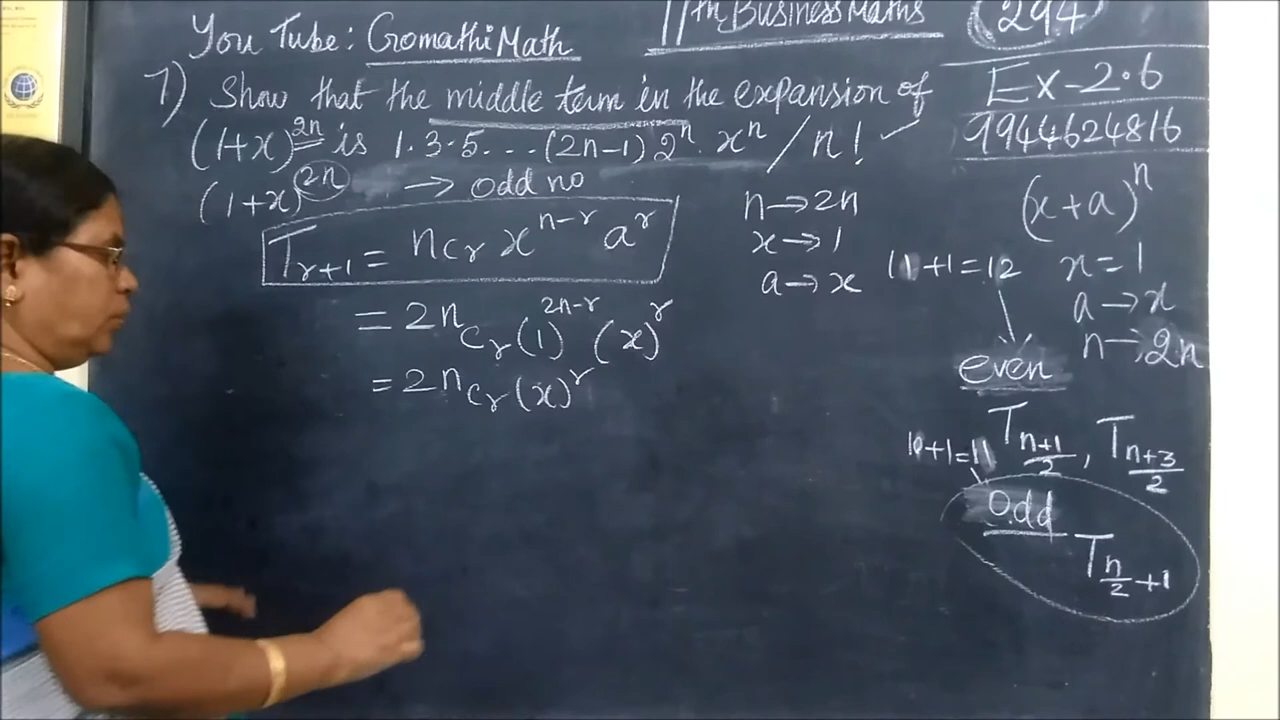 You Tube: GomathiMath
11th Business Maths
294
Ex-2.6
9944624816
7) Show that the middle term in the expansion of
(1+x)^2n is 1.3.5...(2n-1) 2^n x^n / n! ✓
(1+x)^2n → Odd no
T_r+1 = nCr x^n-r a^r
= 2nCr (1)^2n-r (x)^r
= 2nCr (x)^r
n→2n
x→1
a→x
(x+a)^n
x=1
a→x
n→2n
11+1=12
even
T_n+1/2, T_n+3/2
10+1=11
Odd
T_n/2+1